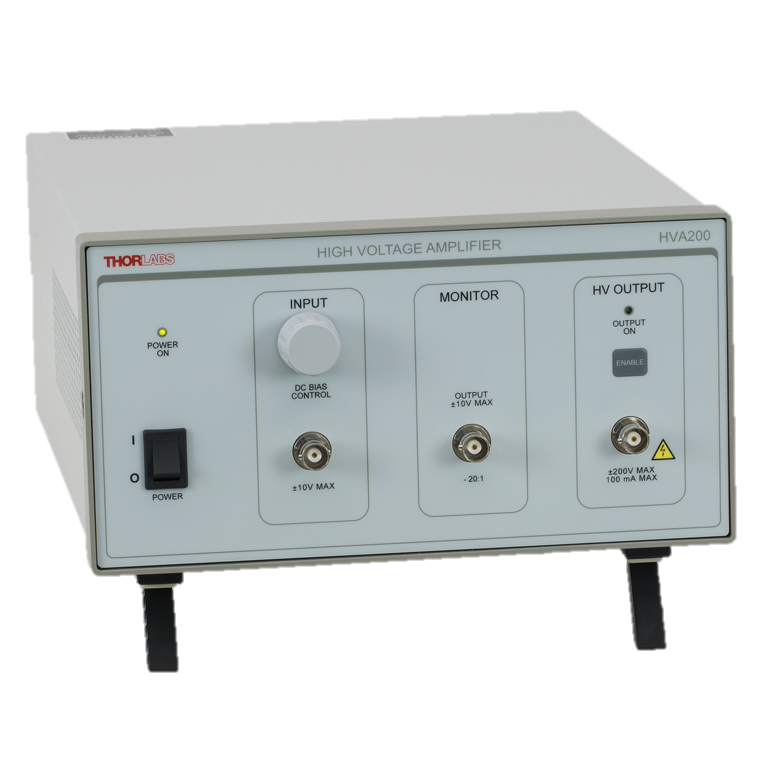 THORLABS
HIGH VOLTAGE AMPLIFIER
HVA200
POWER
ON
I
O
POWER
INPUT
DC BIAS
CONTROL
±10V MAX
MONITOR
OUTPUT
±10V MAX
- 20:1
HV OUTPUT
OUTPUT
ON
ENABLE
±200V MAX
100 mA MAX